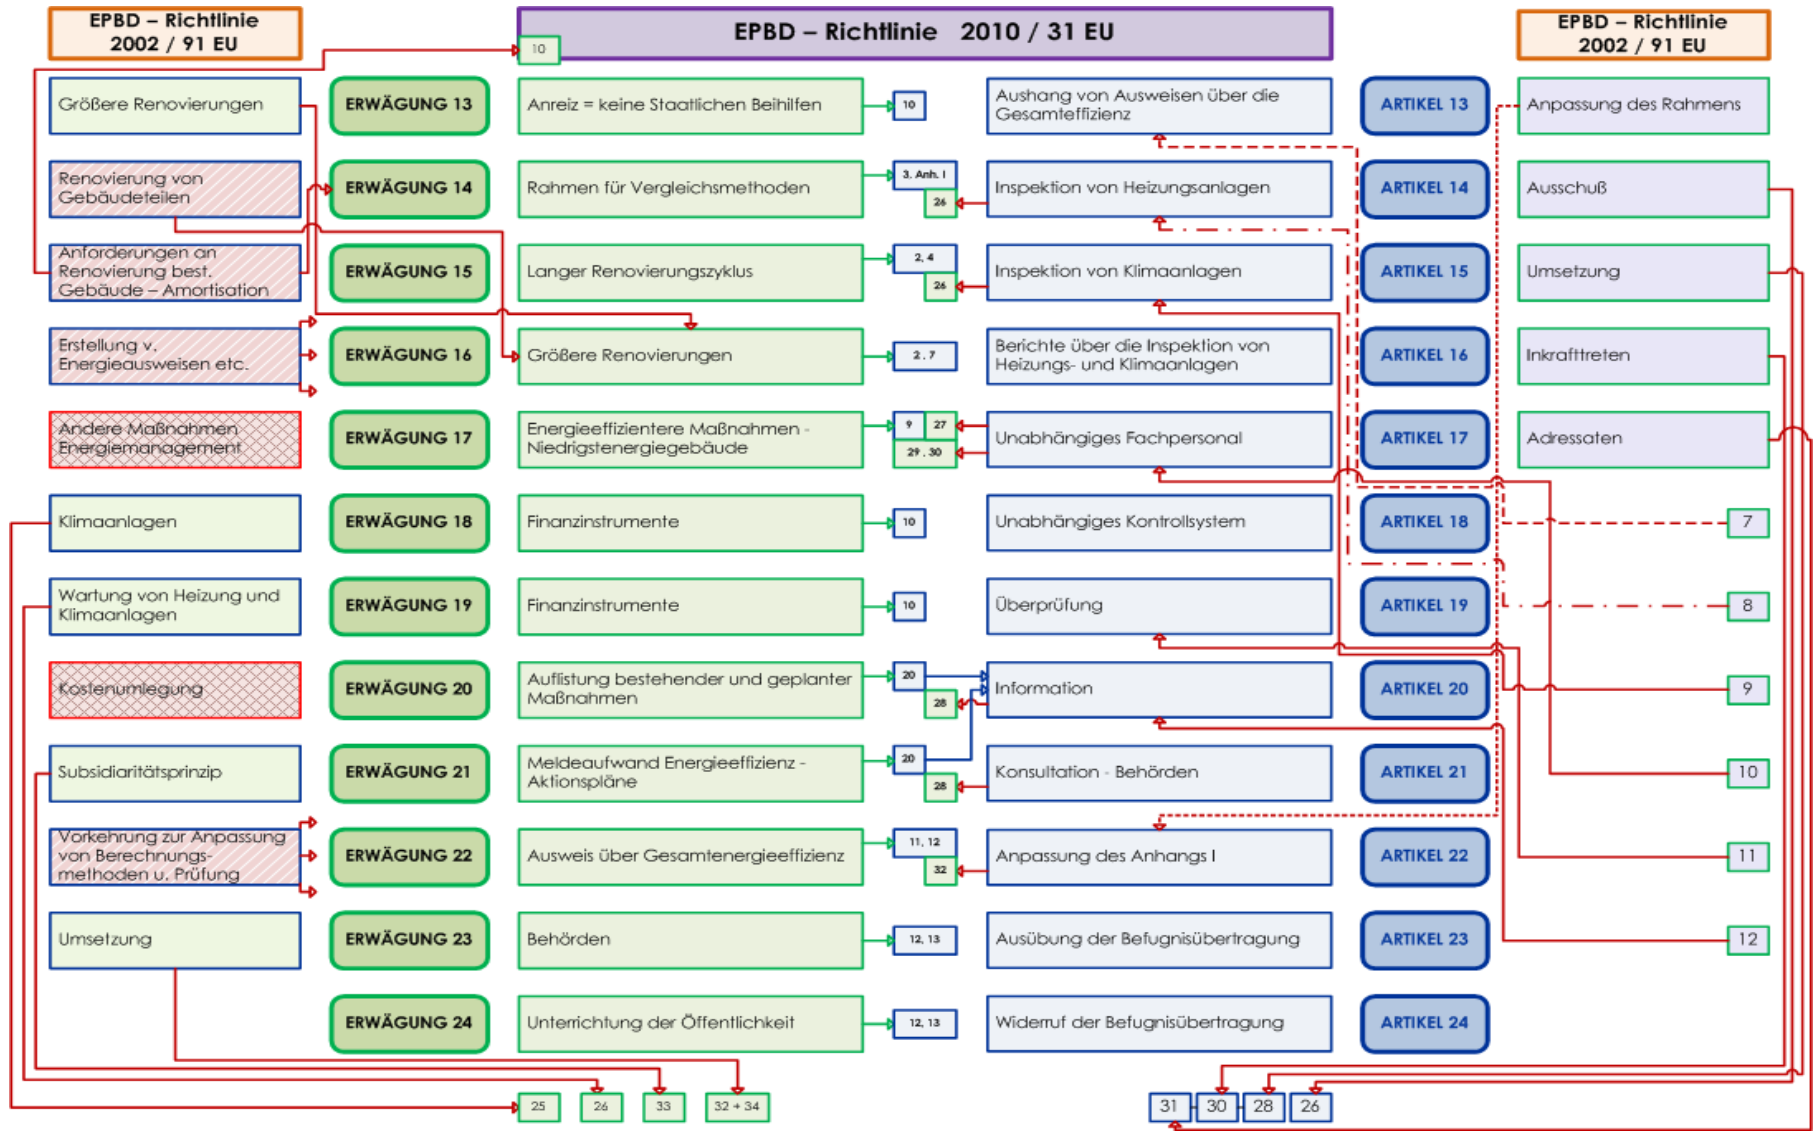 EPBD – Richtlinie
2002 / 91 EU
EPBD – Richtlinie 2010 / 31 EU
EPBD – Richtlinie
2002 / 91 EU
10
Größere Renovierungen
ERWÄGUNG 13
Anreiz = keine Staatlichen Beihilfen
10
Aushang von Ausweisen über die
Gesamteffizienz
ARTIKEL 13
Anpassung des Rahmens
Renovierung von
Gebäudeteilen
ERWÄGUNG 14
Rahmen für Vergleichsmethoden
3. Anh. I
26
Inspektion von Heizungsanlagen
ARTIKEL 14
Ausschuß
Anforderungen an
Renovierung best.
Gebäude – Amortisation
ERWÄGUNG 15
Langer Renovierungszyklus
2, 4
26
Inspektion von Klimaanlagen
ARTIKEL 15
Umsetzung
Erstellung v.
Energieausweisen etc.
ERWÄGUNG 16
Größere Renovierungen
2 , 7
Berichte über die Inspektion von
Heizungs- und Klimaanlagen
ARTIKEL 16
Inkrafttreten
Andere Maßnahmen
Energiemanagement
ERWÄGUNG 17
Energieeffizientere Maßnahmen -
Niedrigstenergiegebäude
9
27
29 , 30
Unabhängiges Fachpersonal
ARTIKEL 17
Adressaten
Klimaanlagen
ERWÄGUNG 18
Finanzinstrumente
10
Unabhängiges Kontrollsystem
ARTIKEL 18
7
Wartung von Heizung und
Klimaanlagen
ERWÄGUNG 19
Finanzinstrumente
10
Überprüfung
ARTIKEL 19
8
Kostenumlegung
ERWÄGUNG 20
Auflistung bestehender und geplanter
Maßnahmen
20
28
Information
ARTIKEL 20
9
Subsidiaritätsprinzip
ERWÄGUNG 21
Meldeaufwand Energieeffizienz -
Aktionspläne
20
28
Konsultation - Behörden
ARTIKEL 21
10
Vorkehrung zur Anpassung
von Berechnungs-
methoden u. Prüfung
ERWÄGUNG 22
Ausweis über Gesamtenergieeffizienz
11, 12
32
Anpassung des Anhangs I
ARTIKEL 22
11
Umsetzung
ERWÄGUNG 23
Behörden
12, 13
Ausübung der Befugnisübertragung
ARTIKEL 23
12
ERWÄGUNG 24
Unterrichtung der Öffentlichkeit
12, 13
Widerruf der Befugnisübertragung
ARTIKEL 24
25
26
33
32 + 34
31
30
28
26